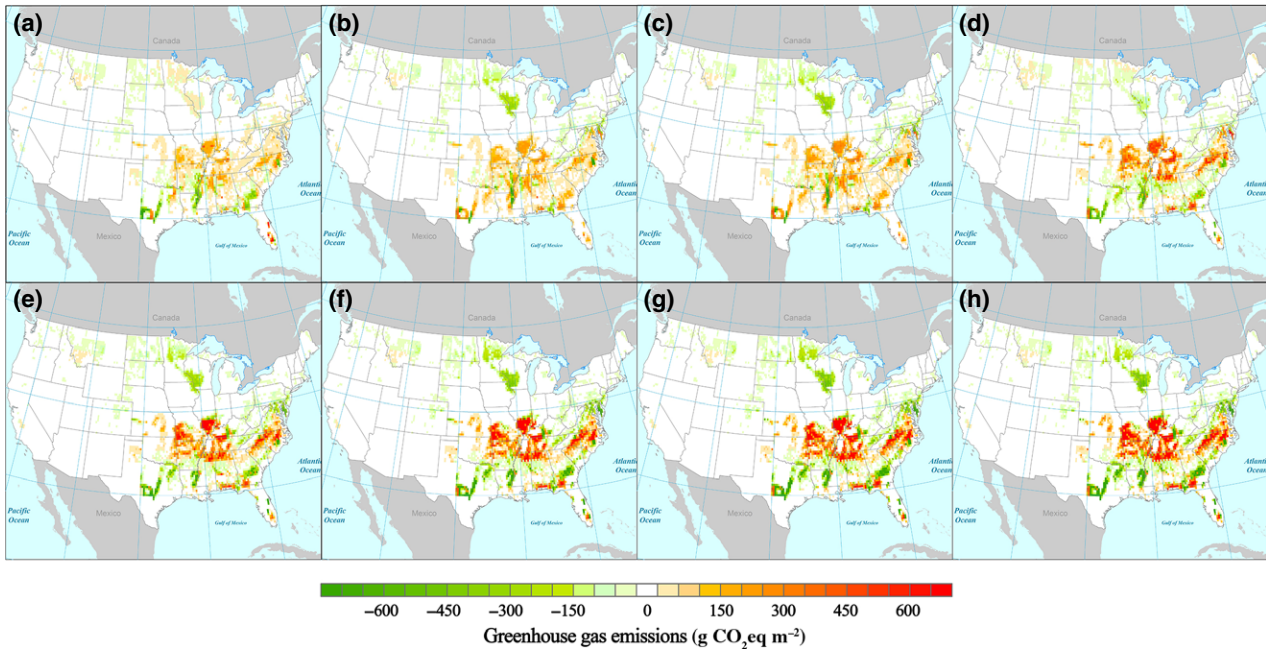 (a)
Canada
Pacific
Ocean
Mexico
Gulf of Mexico
Atlantic
Ocean
(b)
Canada
Pacific
Ocean
Mexico
Gulf of Mexico
Atlantic
Ocean
(c)
Canada
Pacific
Ocean
Mexico
Gulf of Mexico
Atlantic
Ocean
(d)
Canada
Pacific
Ocean
Mexico
Gulf of Mexico
Atlantic
Ocean
(e)
Canada
Pacific
Ocean
Mexico
Gulf of Mexico
Atlantic
Ocean
(f)
Canada
Pacific
Ocean
Mexico
Gulf of Mexico
Atlantic
Ocean
(g)
Canada
Pacific
Ocean
Mexico
Gulf of Mexico
Atlantic
Ocean
(h)
Canada
Pacific
Ocean
Mexico
Gulf of Mexico
Atlantic
Ocean
−600 −450 −300 −150 0 150 300 450 600
Greenhouse gas emissions (g CO₂eq m⁻²)